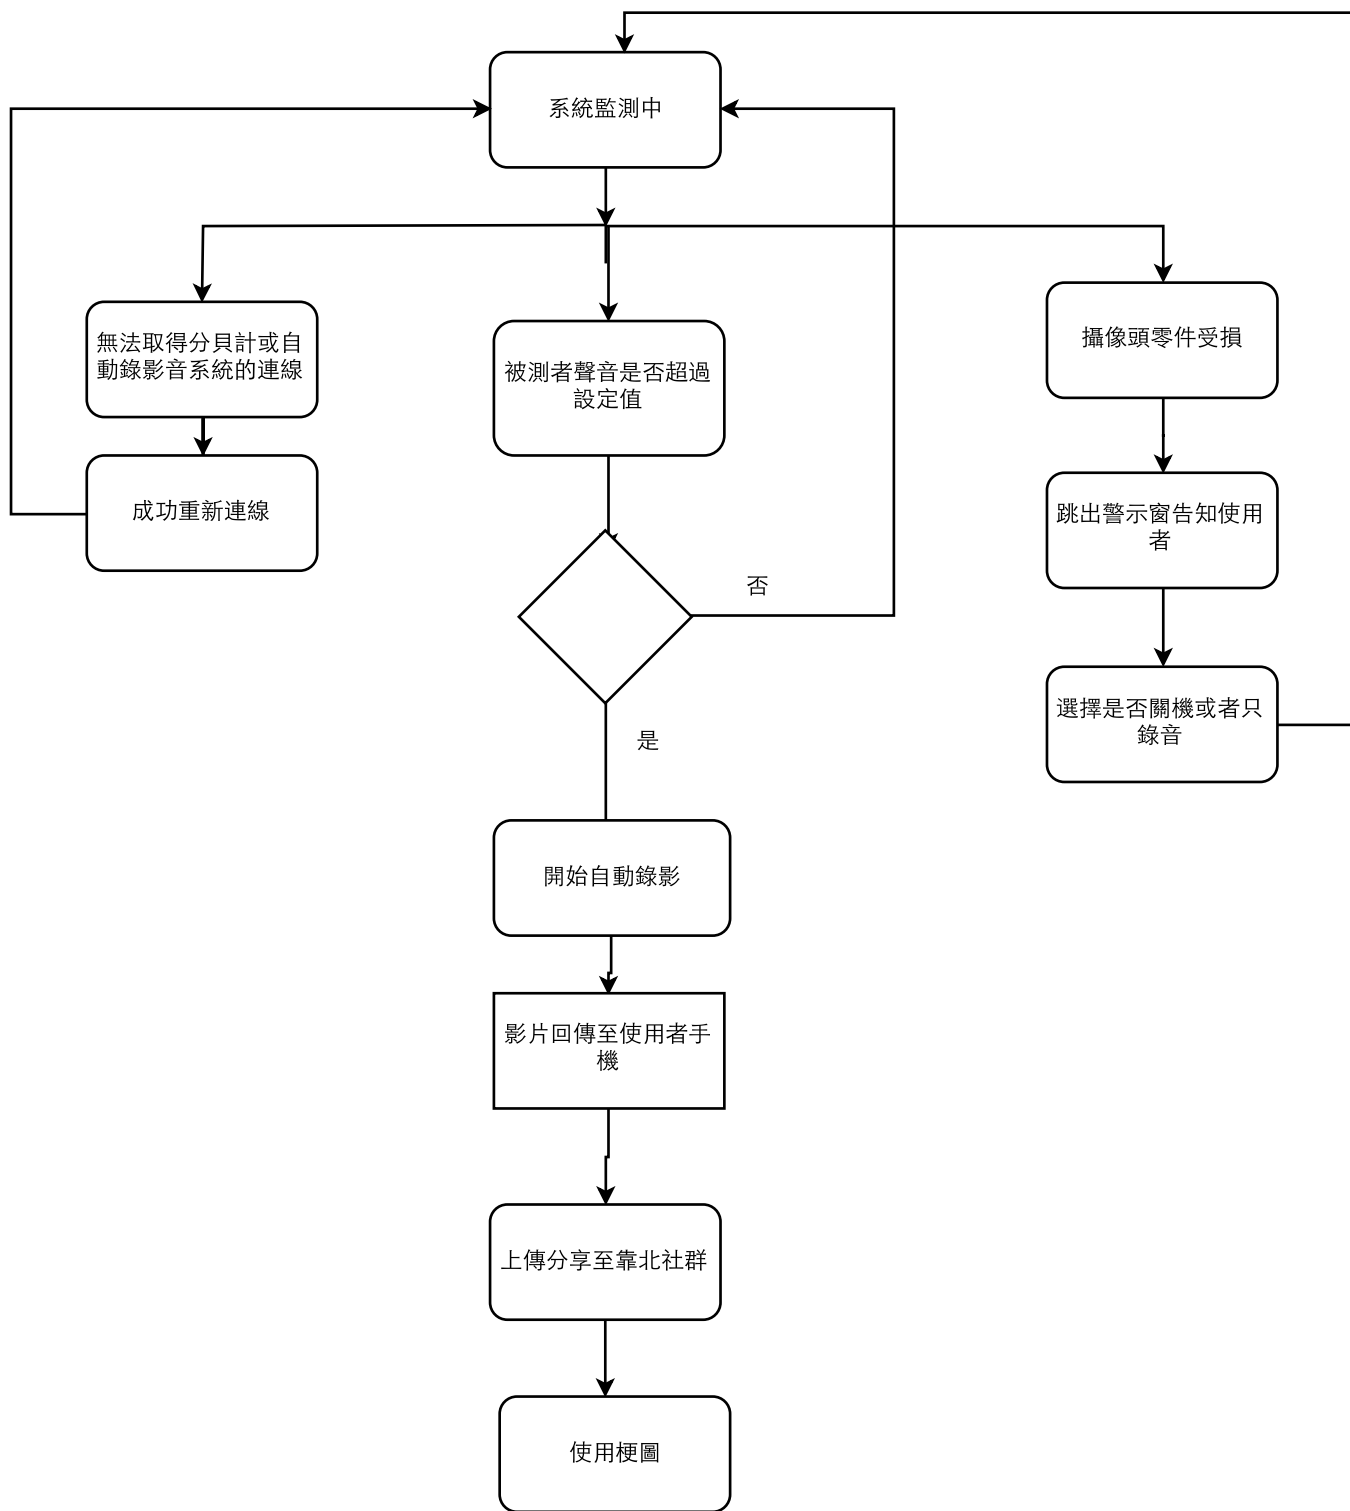 系統監測中
無法取得分貝計或自
動錄影音系統的連線
被測者聲音是否超過
設定值
攝像頭零件受損
成功重新連線
跳出警示窗告知使用
者
否
選擇是否關機或者只
錄音
是
開始自動錄影
影片回傳至使用者手
機
上傳分享至靠北社群
使用梗圖